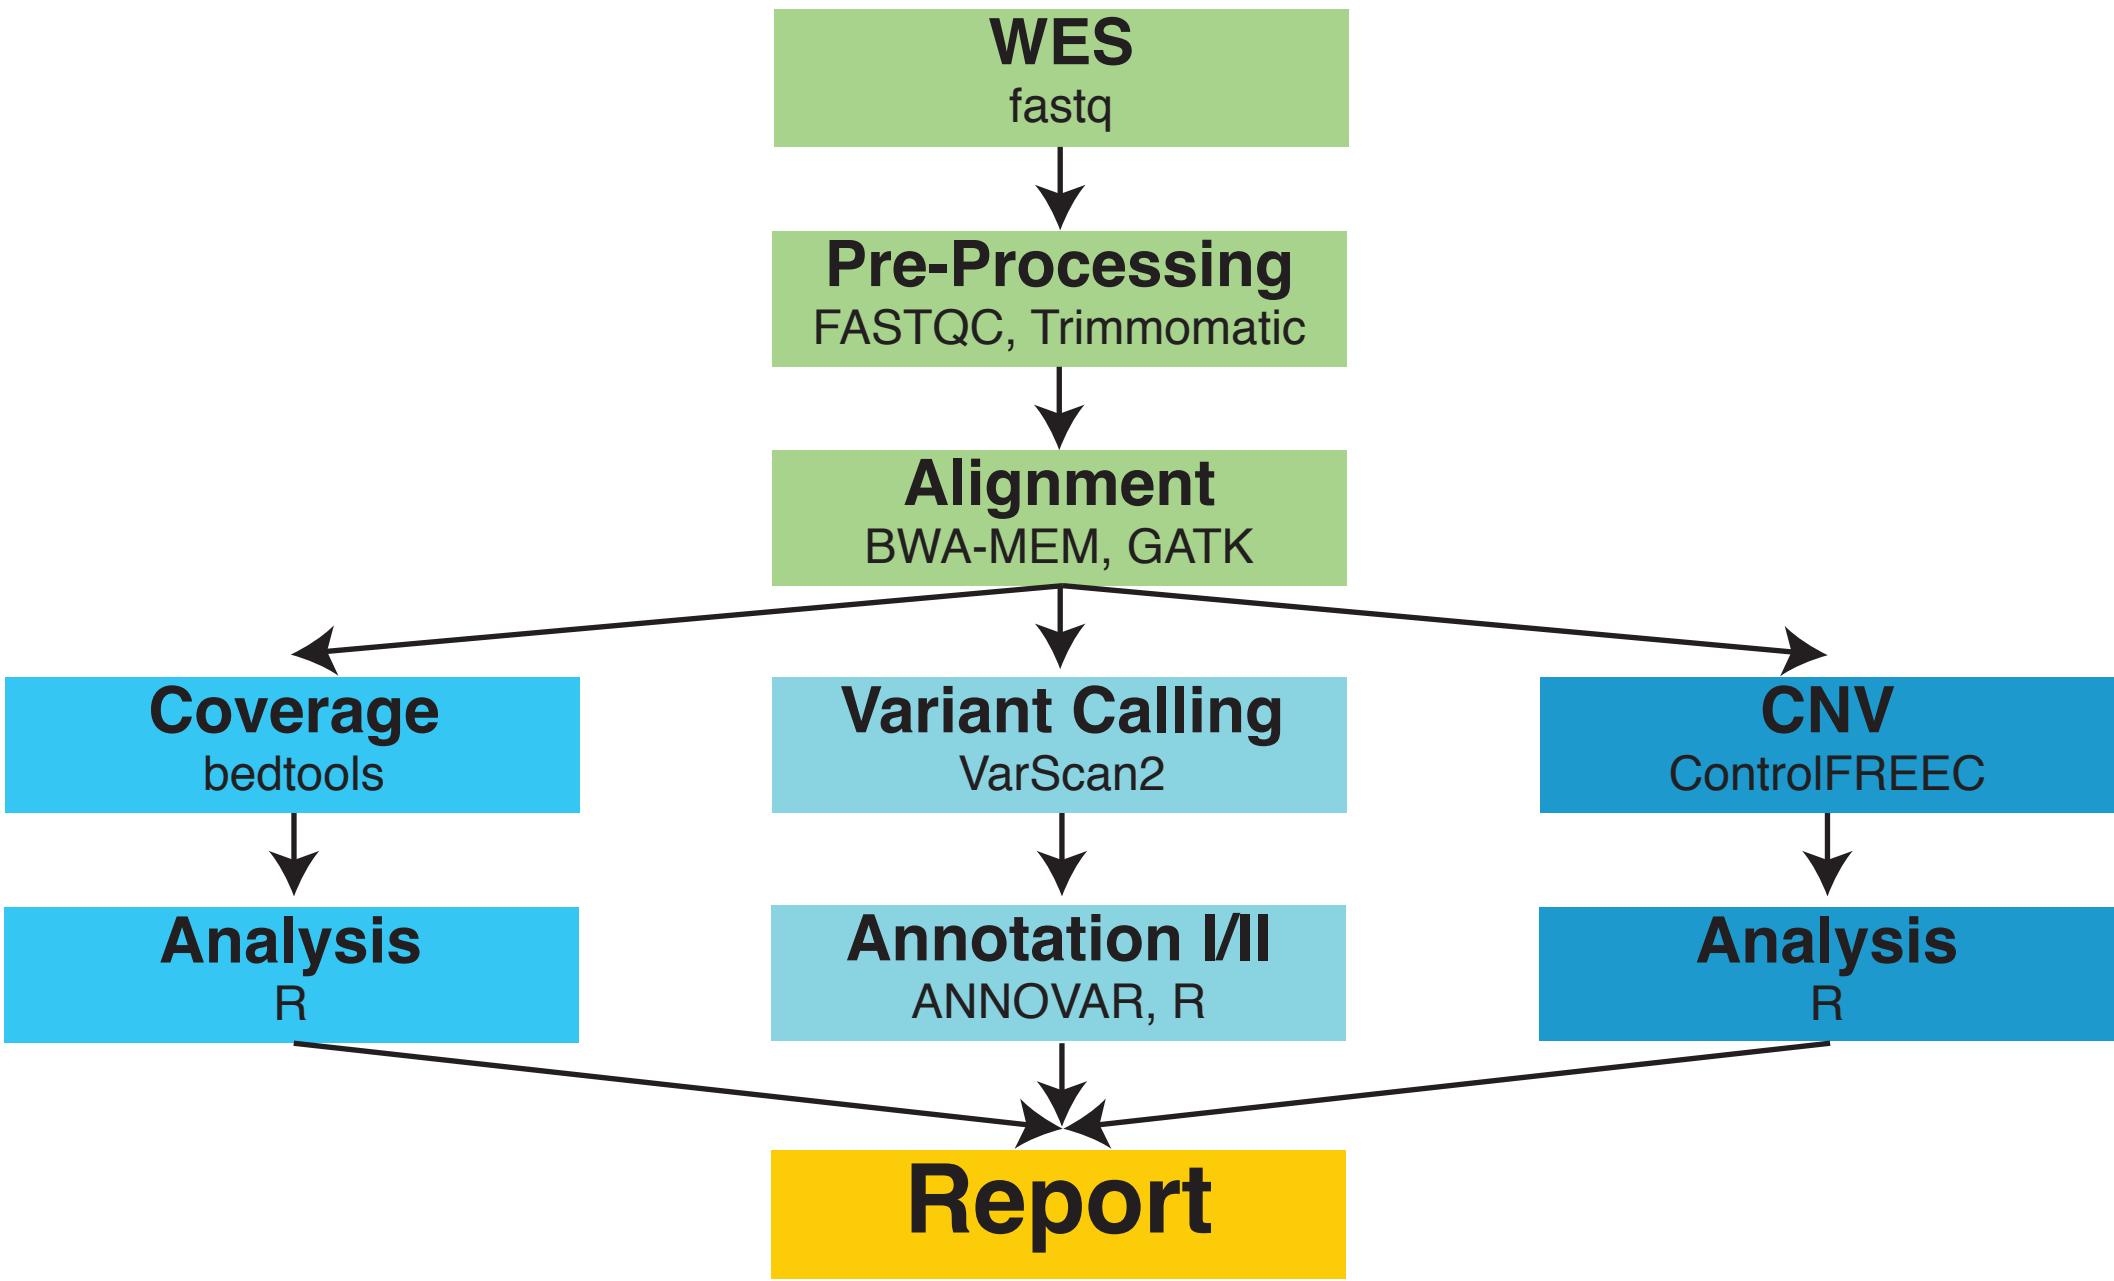 WES
fastq
Pre-Processing
FASTQC, Trimmomatic
Alignment
BWA-MEM, GATK
Coverage
bedtools
Variant Calling
VarScan2
CNV
ControlFREEC
Analysis
R
Annotation I/II
ANNOVAR, R
Analysis
R
Report